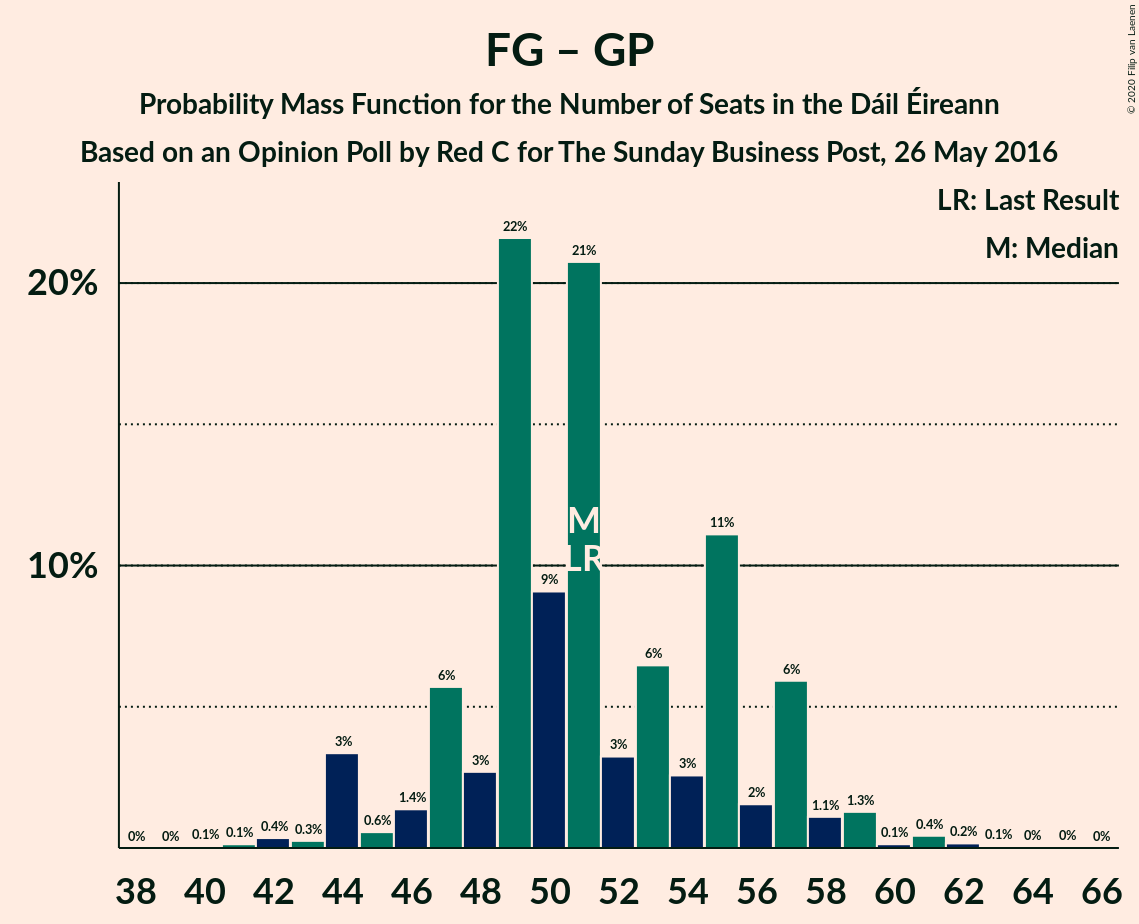 FG – GP
Probability Mass Function for the Number of Seats in the Dáil Éireann
Based on an Opinion Poll by Red C for The Sunday Business Post, 26 May 2016
© 2020 Filip van Laenen
LR: Last Result
M: Median
20%
10%
0% 0% 0.1% 0.1% 0.4% 0.3% 3% 0.6% 1.4% 6% 3% 22% 9% 21% 3% 6% 3% 11% 2% 6% 1.1% 1.3% 0.1% 0.4% 0.2% 0.1% 0% 0% 0%
M
LR
38 40 42 44 46 48 50 52 54 56 58 60 62 64 66